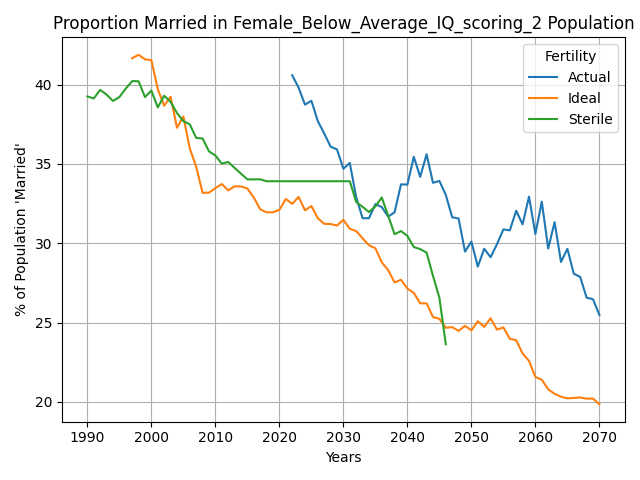 Proportion Married in Female_Below_Average_IQ_scoring_2 Population
Fertility
Actual
Ideal
Sterile
% of Population 'Married'
40
35
30
25
20
1990 2000 2010 2020 2030 2040 2050 2060 2070
Years